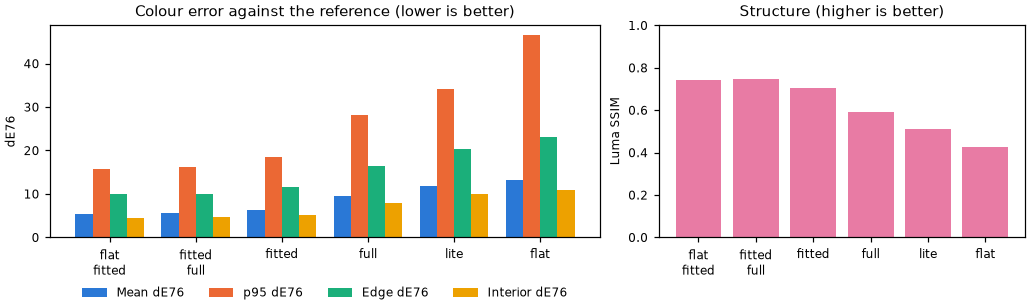 Colour error against the reference (lower is better)
dE76
40
30
20
10
0
flat fitted
fitted full
fitted
full
lite
flat
Mean dE76
p95 dE76
Edge dE76
Interior dE76
Structure (higher is better)
Luma SSIM
1.0
0.8
0.6
0.4
0.2
0.0
flat fitted
fitted full
fitted
full
lite
flat